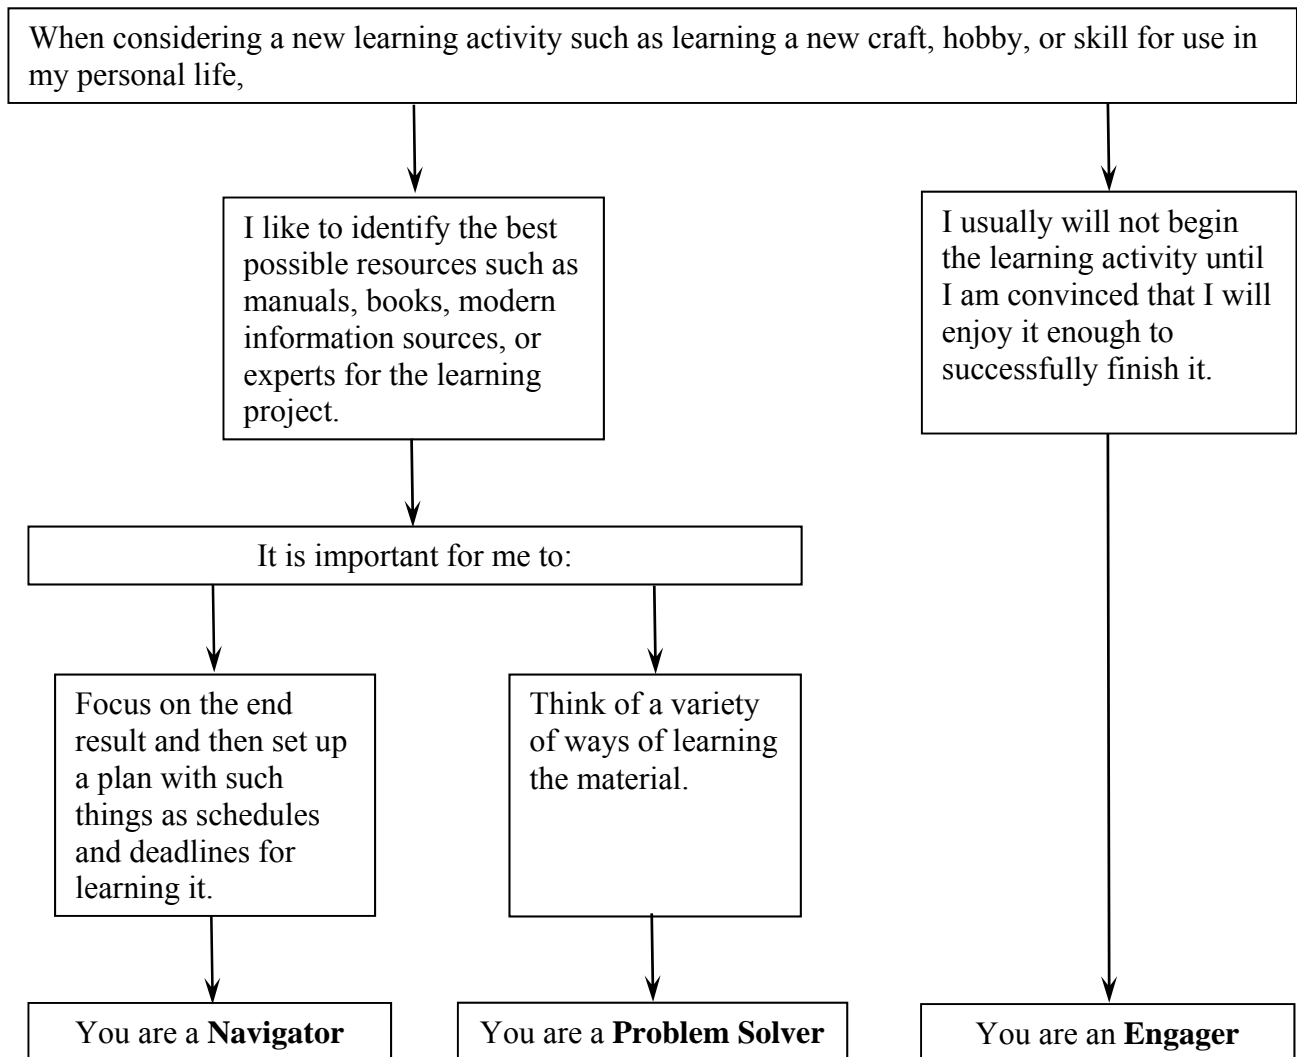 When considering a new learning activity such as learning a new craft, hobby, or skill for use in
my personal life,
I like to identify the best
possible resources such as
manuals, books, modern
information sources, or
experts for the learning
project.
I usually will not begin
the learning activity until
I am convinced that I will
enjoy it enough to
successfully finish it.
It is important for me to:
Focus on the end
result and then set up
a plan with such
things as schedules
and deadlines for
learning it.
Think of a variety
of ways of learning
the material.
You are a Navigator
You are a Problem Solver
You are an Engager